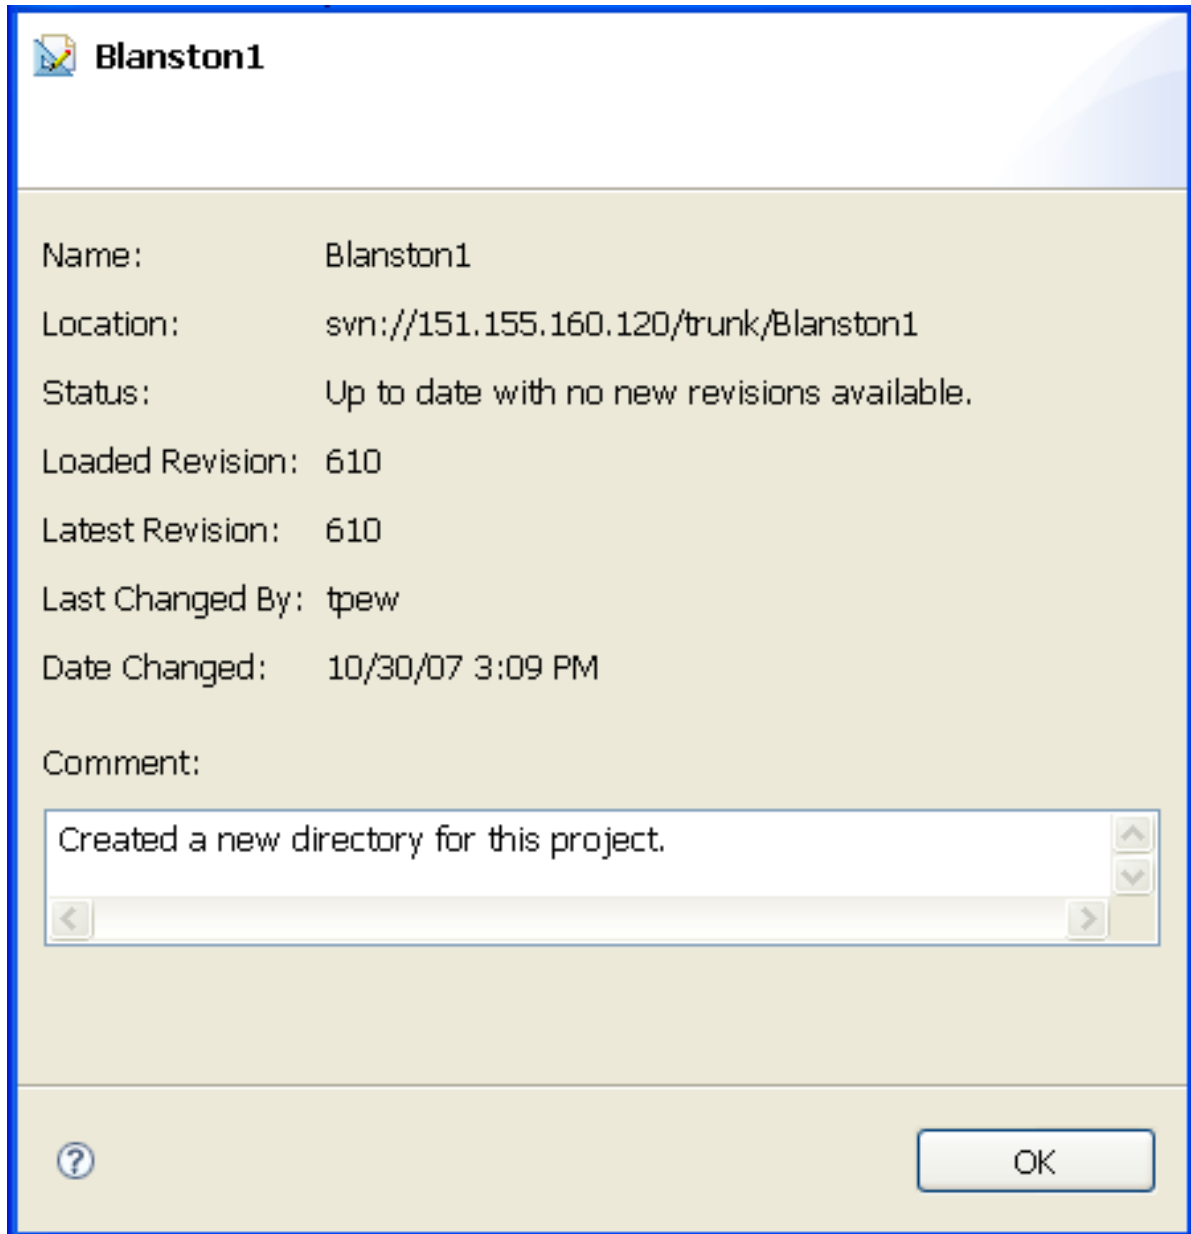 Blanston1
Name: Blanston1
Location: svn://151.155.160.120/trunk/Blanston1
Status: Up to date with no new revisions available.
Loaded Revision: 610
Latest Revision: 610
Last Changed By: tpew
Date Changed: 10/30/07 3:09 PM
Comment:
Created a new directory for this project.
?
OK